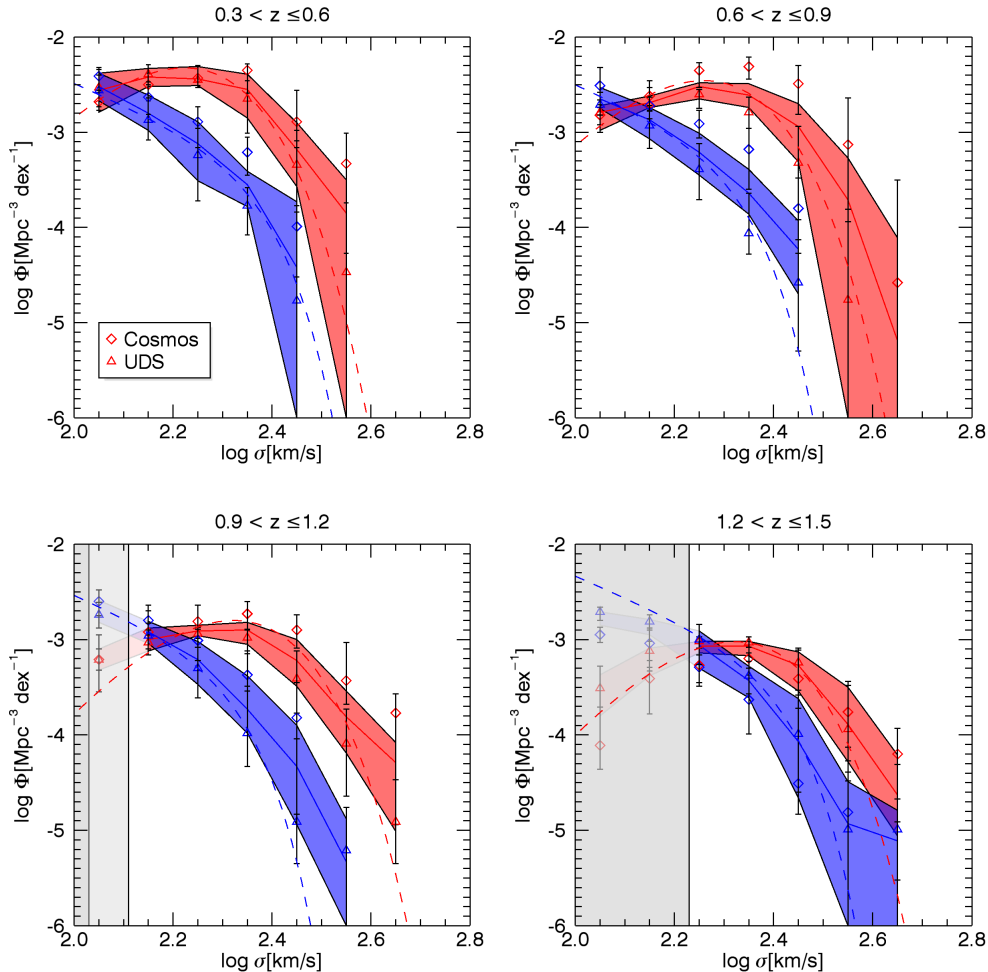 0.3 < z ≤0.6
0.6 < z ≤0.9
-2
-3
-4
-5
-6
log Φ[Mpc⁻³ dex⁻¹]
Cosmos
UDS
2.0 2.2 2.4 2.6 2.8
log σ[km/s]
-2
-3
-4
-5
-6
log Φ[Mpc⁻³ dex⁻¹]
2.0 2.2 2.4 2.6 2.8
log σ[km/s]
0.9 < z ≤1.2
1.2 < z ≤1.5
-2
-3
-4
-5
-6
log Φ[Mpc⁻³ dex⁻¹]
2.0 2.2 2.4 2.6 2.8
log σ[km/s]
-2
-3
-4
-5
-6
log Φ[Mpc⁻³ dex⁻¹]
2.0 2.2 2.4 2.6 2.8
log σ[km/s]